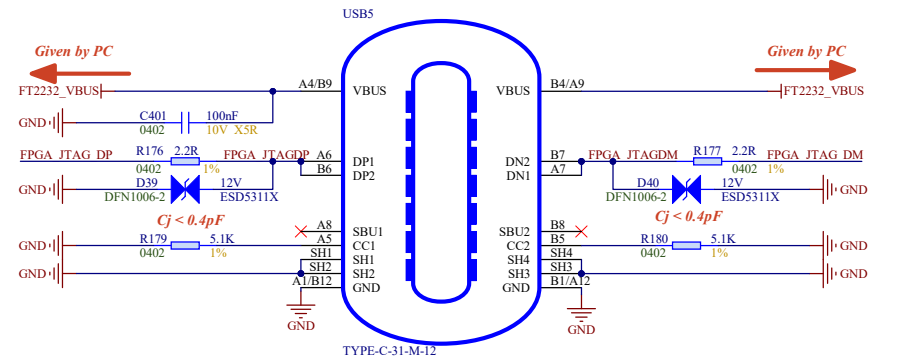 USB5
Given by PC
Given by PC
FT2232_VBUS
A4/B9
VBUS
VBUS
B4/A9
FT2232_VBUS
GND
C401
100nF
0402
10V X5R
FPGA_JTAG_DP
R176
2.2R
FPGA_JTAGDP
A6
DP1
DN2
B7
FPGA_JTAGDM
R177
2.2R
FPGA_JTAG_DM
0402
1%
B6
DP2
DN1
A7
0402
1%
GND
D39
12V
D40
12V
GND
DFN1006-2
ESD5311X
DFN1006-2
ESD5311X
Cj < 0.4pF
Cj < 0.4pF
A8
SBU1
SBU2
B8
GND
R179
5.1K
A5
CC1
CC2
B5
R180
5.1K
GND
0402
1%
SH1
SH1
SH4
SH4
0402
1%
GND
SH2
SH2
SH3
SH3
GND
A1/B12
GND
GND
B1/A12
GND
GND
TYPE-C-31-M-12